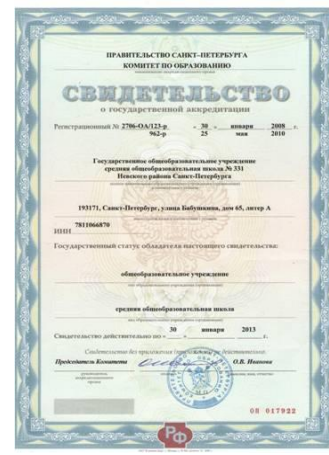 ПРАВИТЕЛЬСТВО САНКТ-ПЕТЕРБУРГА
КОМИТЕТ ПО ОБРАЗОВАНИЮ
СВИДЕТЕЛЬСТВО
о государственной аккредитации
Регистрационный № 2706-ОА/123-р « 30 » января 2008 г.
962-р 25 мая 2010
Государственное общеобразовательное учреждение
средняя общеобразовательная школа № 331
Невского района Санкт-Петербурга
193171, Санкт-Петербург, улица Бабушкина, дом 65, литер А
7811066870
ИНН
Государственный статус обладателя настоящего свидетельства:
общеобразовательное учреждение
средняя общеобразовательная школа
Свидетельство действительно по « 30 » января 2013 г.
Свидетельство без приложения недействительно.
Председатель Комитета О.В. Иванова
017922
РФ